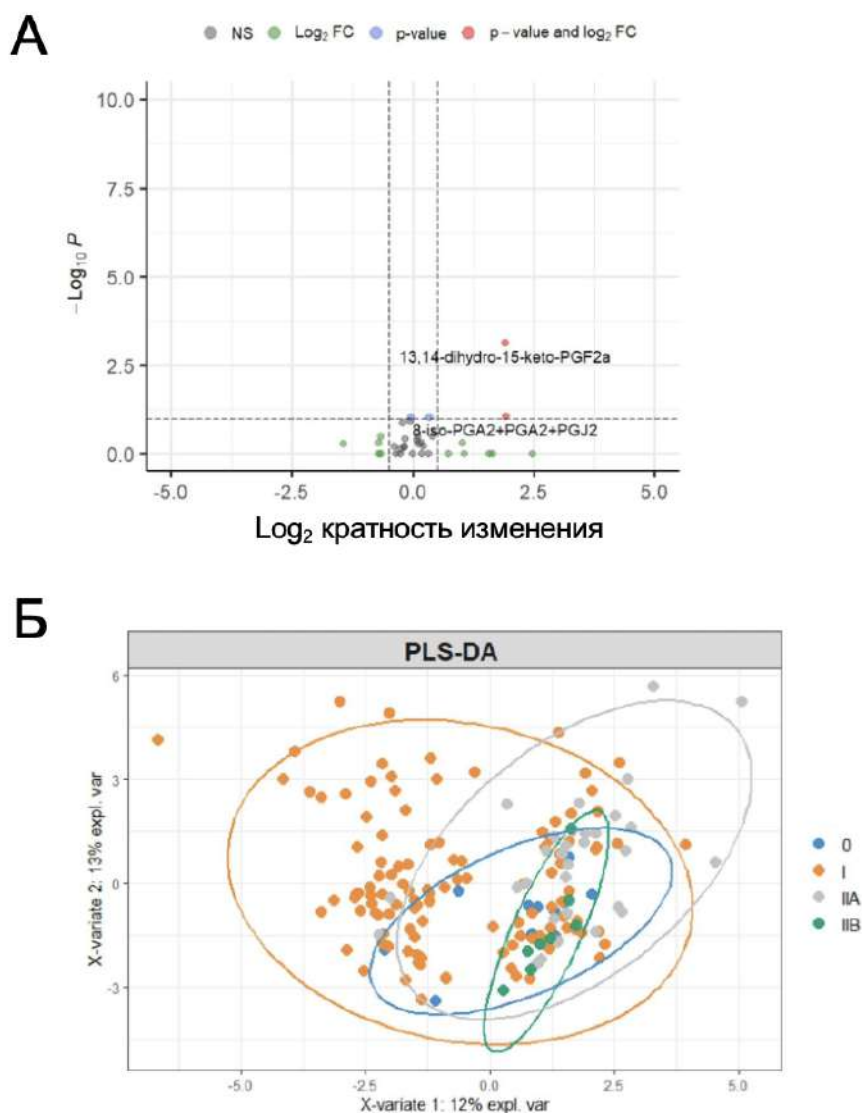 А
NS Log₂ FC p-value p – value and log₂ FC
10.0
7.5
5.0
2.5
0.0
– Log₁₀ P
13,14-dihydro-15-keto-PGF2a
8-iso-PGA2+PGA2+PGJ2
-5.0 -2.5 0.0 2.5 5.0
Log₂ кратность изменения
Б
PLS-DA
6
3
0
-3
X-variate 2: 13% expl. var
0
I
IIA
IIB
-5.0 -2.5 0.0 2.5 5.0
X-variate 1: 12% expl. var